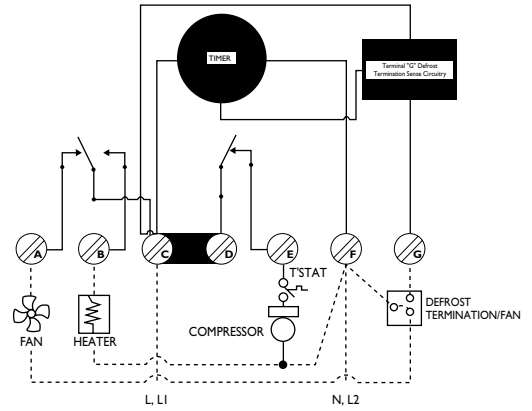 TIMER
Terminal "G" Defrost
Termination Sense Circuitry
A
B
C
D
E
F
G
T'STAT
COMPRESSOR
DEFROST
TERMINATION/FAN
FAN
HEATER
L, L1
N, L2